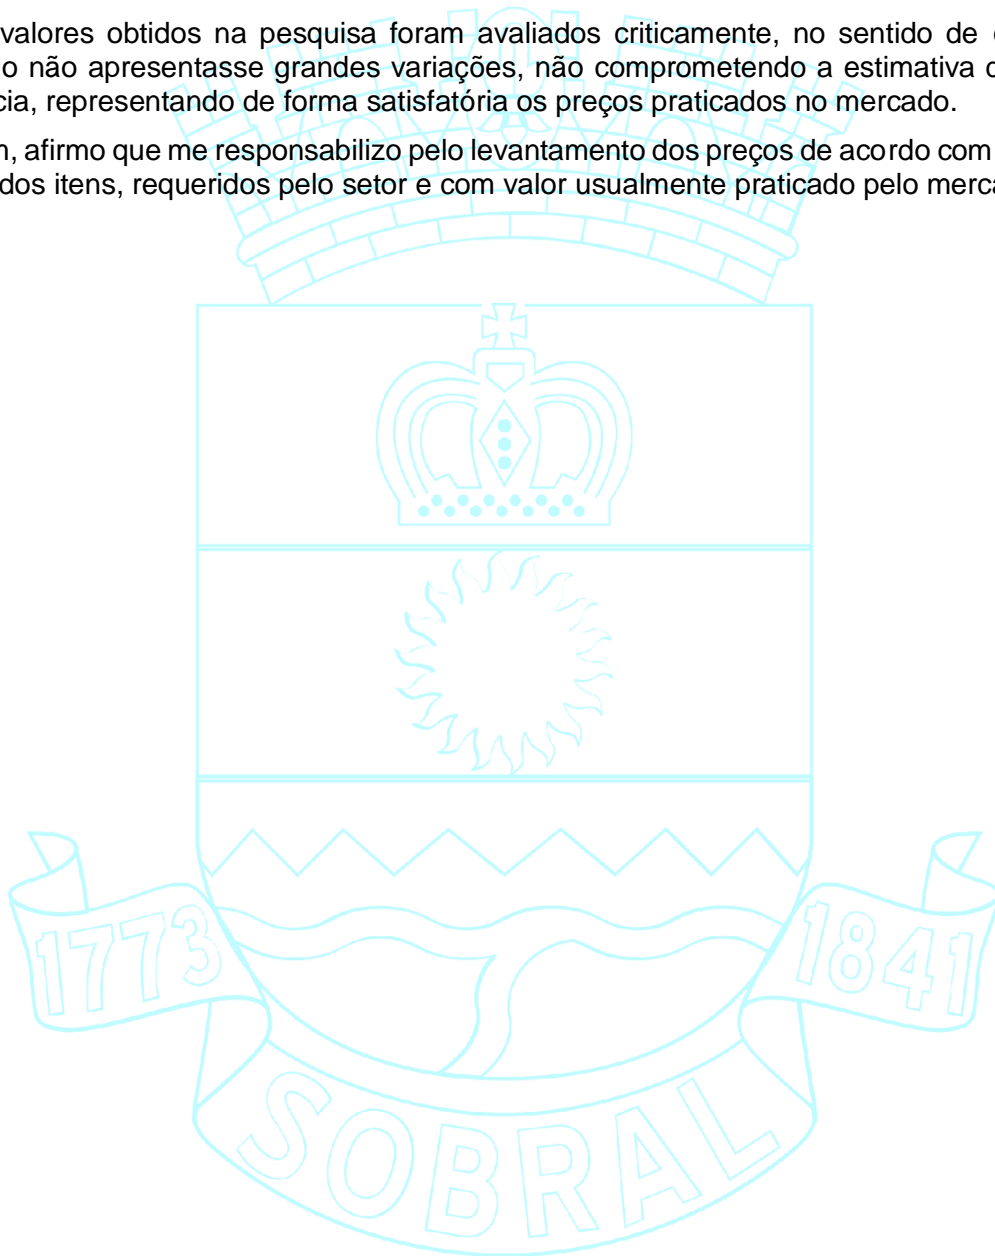 valores obtidos na pesquisa foram avaliados criticamente, no sentido de
o não apresentasse grandes variações, não comprometendo a estimativa
cia, representando de forma satisfatória os preços praticados no mercado.
, afirmo que me responsabilizo pelo levantamento dos preços de acordo com
dos itens, requeridos pelo setor e com valor usualmente praticado pelo
1773
1841
SOBRAL